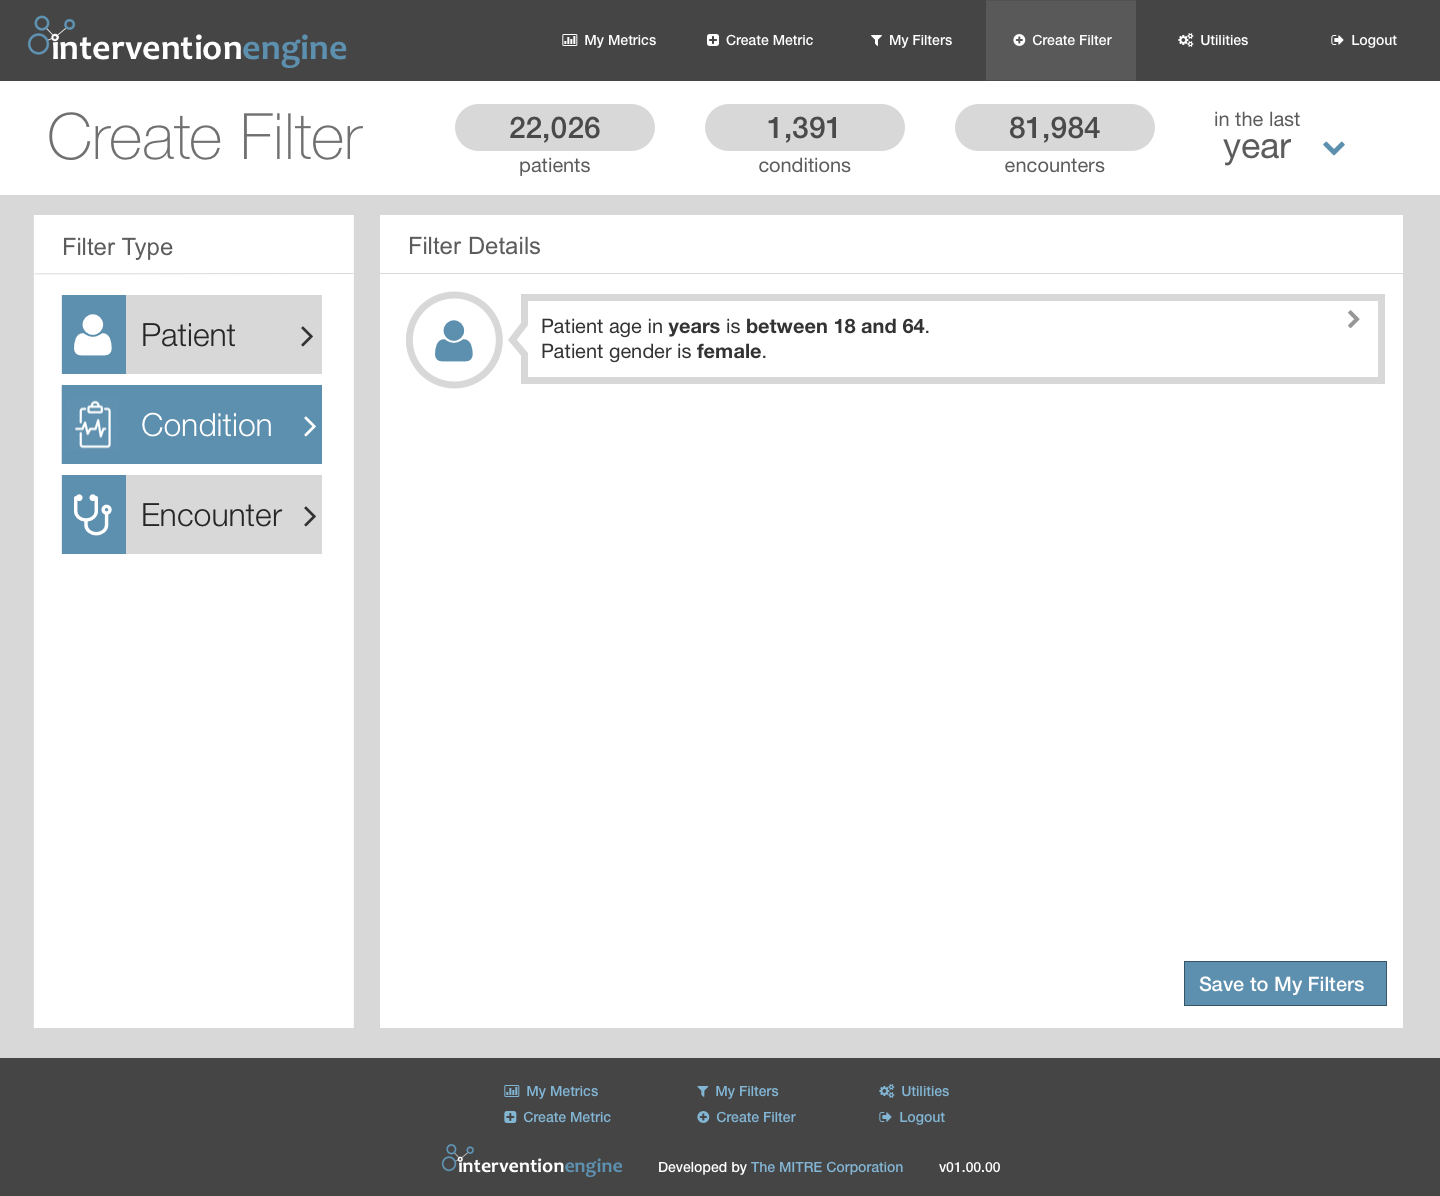 interventionengine
My Metrics
Create Metric
My Filters
Create Filter
Utilities
Logout
Create Filter
22,026
patients
1,391
conditions
81,984
encounters
in the last
year
Filter Type
Patient
Condition
Encounter
Filter Details
Patient age in years is between 18 and 64.
Patient gender is female.
Save to My Filters
My Metrics
My Filters
Utilities
Create Metric
Create Filter
Logout
interventionengine
Developed by The MITRE Corporation
v01.00.00